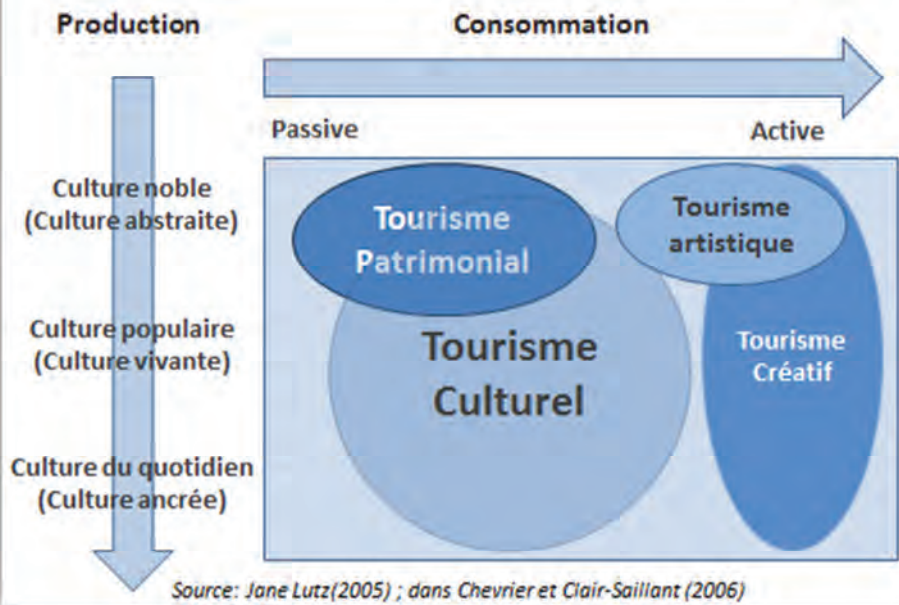 Production
Consommation
Passive
Active
Culture noble
(Culture abstraite)
Culture populaire
(Culture vivante)
Culture du quotidien
(Culture ancrée)
Tourisme
Patrimonial
Tourisme
artistique
Tourisme
Culturel
Tourisme
Créatif
Source: Jane Lutz(2005) ; dans Chevrier et Clair-Saillant (2006)